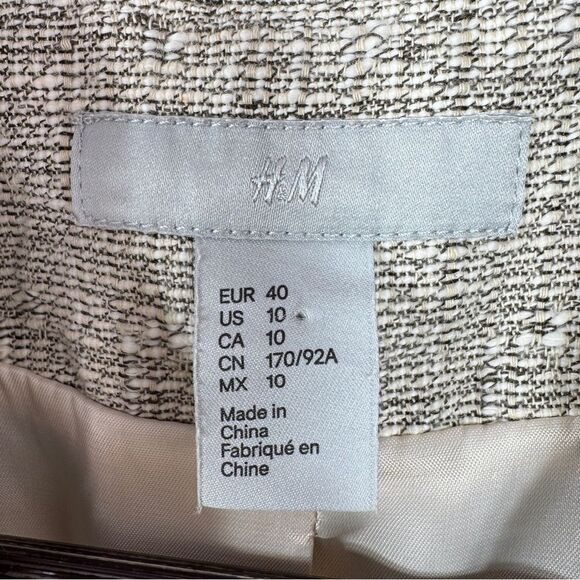 H&M
EUR 40
US 10
CA 10
CN 170/92A
MX 10
Made in
China
Fabriqué en
Chine